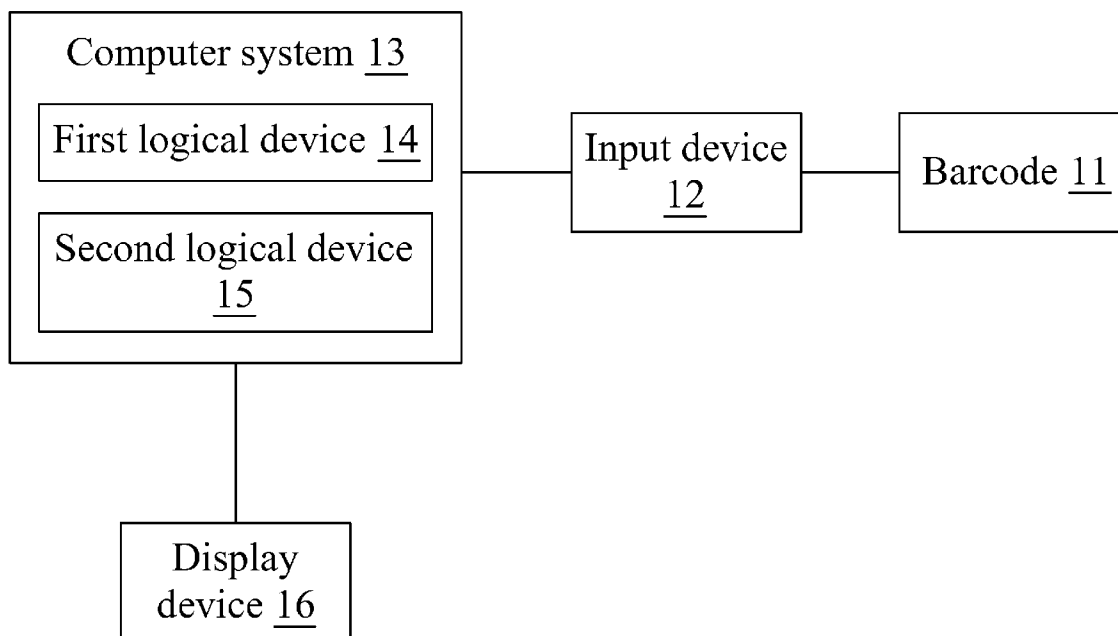 Computer system 13
First logical device 14
Second logical device
15
Input device
12
Barcode 11
Display
device 16